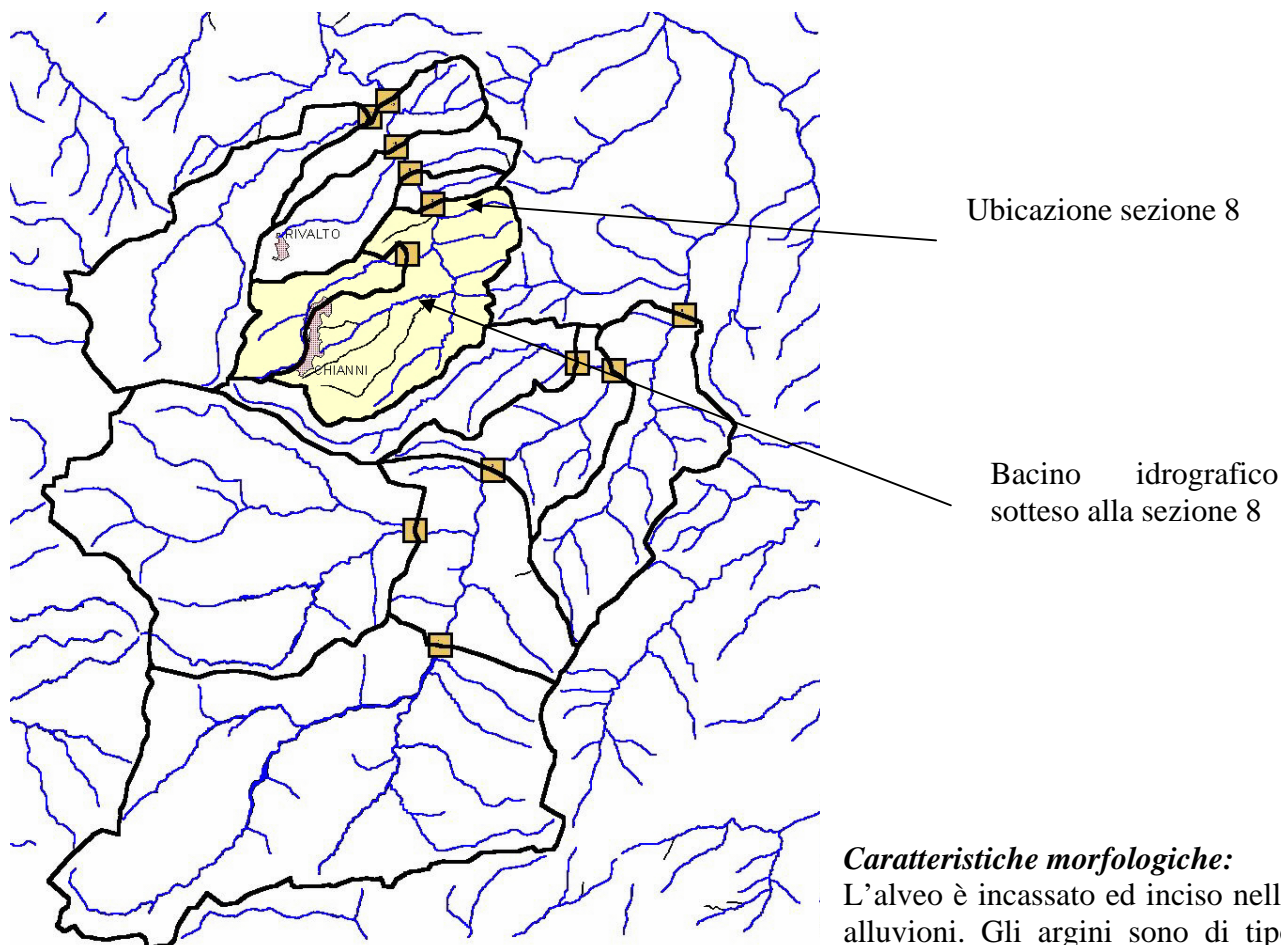 Ubicazione sezione 8
RIVALTO
CHIANNI
Bacino idrografico
sotteso alla sezione 8
Caratteristiche morfologiche:
L'alveo è incassato ed inciso nell
alluvioni. Gli argini sono di tipo